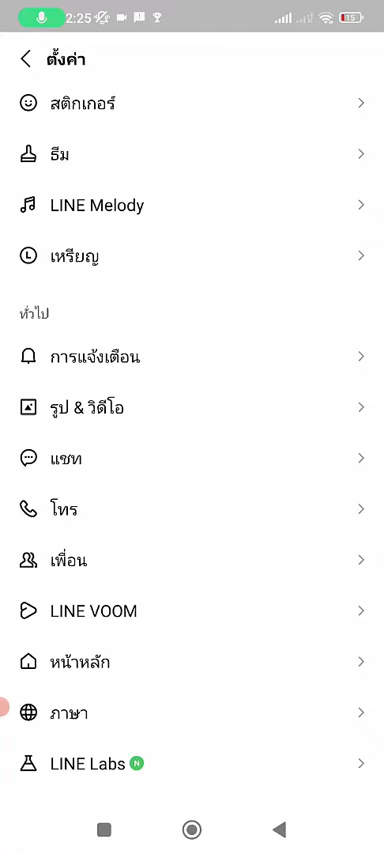 2:25
15
ตั้งค่า
สติกเกอร์
ธีม
LINE Melody
เหรียญ
ทั่วไป
การแจ้งเตือน
รูป & วิดีโอ
แชท
โทร
เพื่อน
LINE VOOM
หน้าหลัก
ภาษา
LINE Labs N